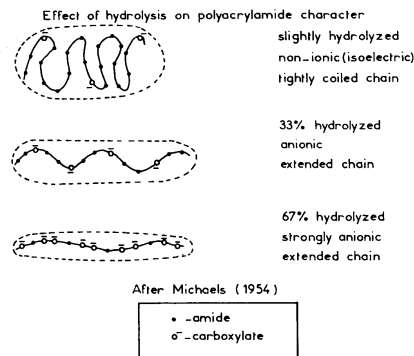 Effect of hydrolysis on polyacrylamide character
slightly hydrolyzed
non-ionic (isoelectric)
tightly coiled chain
33% hydrolyzed
anionic
extended chain
67% hydrolyzed
strongly anionic
extended chain
After Michaels (1954)
-amide
-carboxylate